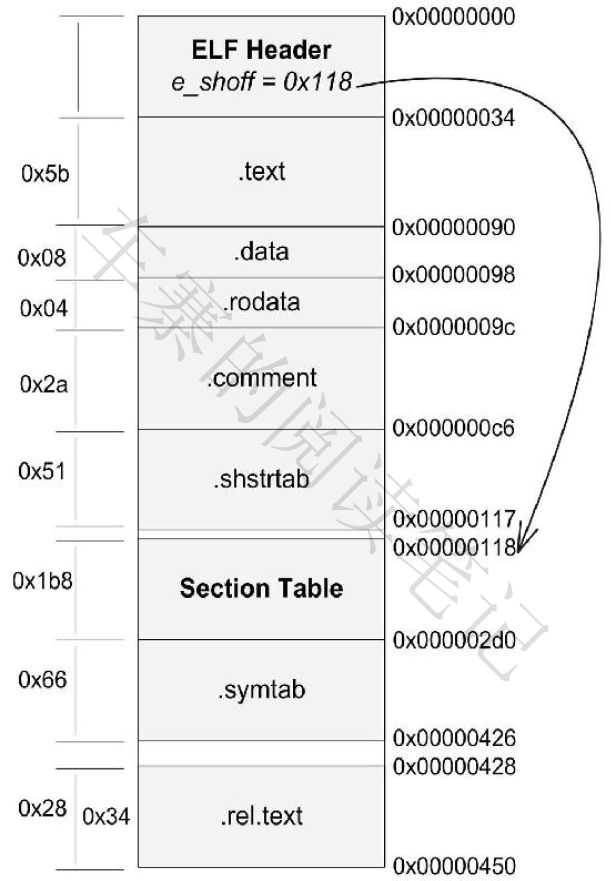 0x00000000
ELF Header
e_shoff = 0x118
0x00000034
0x5b
.text
0x00000090
0x08
.data
0x00000098
0x04
.rodata
0x0000009c
0x2a
.comment
0x000000c6
0x51
.shstrtab
0x00000117
0x00000118
0x1b8
Section Table
0x000002d0
0x66
.symtab
0x00000426
0x00000428
0x28
0x34
.rel.text
0x00000450
车寨的阅读笔记